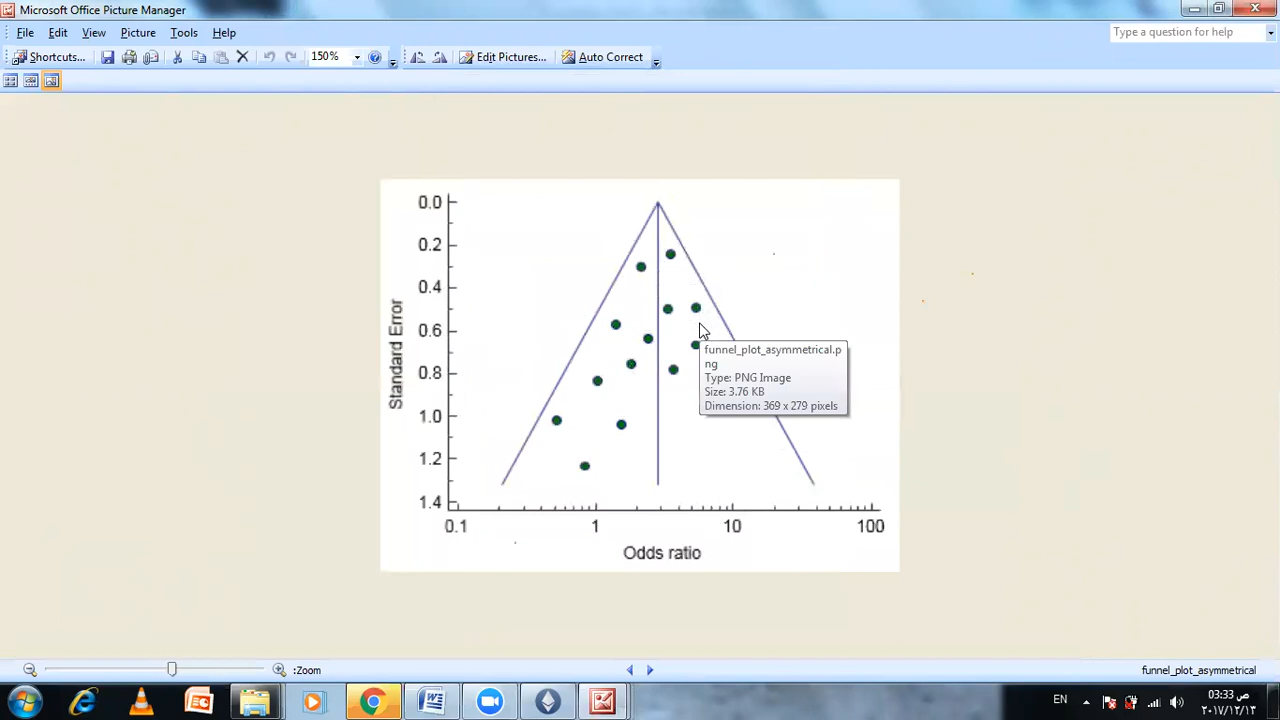 Microsoft Office Picture Manager
File Edit View Picture Tools Help
Type a question for help
Shortcuts... 150% Edit Pictures... Auto Correct
0.0
0.2
0.4
0.6
0.8
1.0
1.2
1.4
Standard Error
funnel_plot_asymmetrical.p
ng
Type: PNG Image
Size: 3.76 KB
Dimension: 369 x 279 pixels
0.1 1 10 100
Odds ratio
:Zoom
funnel_plot_asymmetrical
EN
03:33 ص
٢٠١٧/١٢/١٣